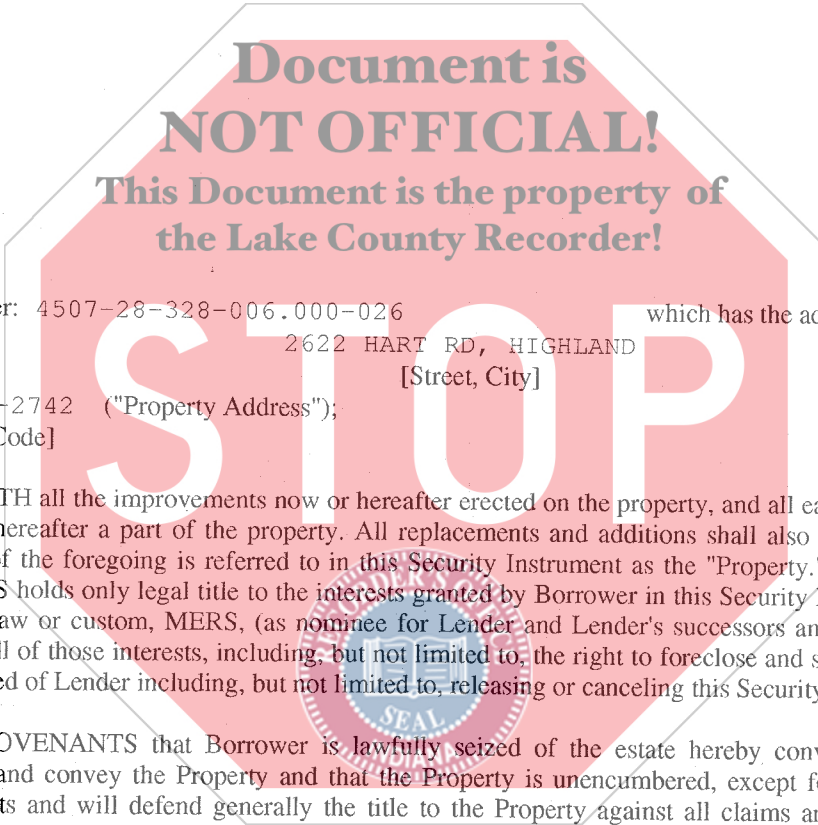 Document is
NOT OFFICIAL!
This Document is the property of
the Lake County Recorder!
er: 4507-28-328-006.000-026 which has the ad
2622 HART RD, HIGHLAND
[Street, City]
-2742 ("Property Address");
Code]
STOP
TH all the improvements now or hereafter erected on the property, and all ea
hereafter a part of the property. All replacements and additions shall also
f the foregoing is referred to in this Security Instrument as the "Property."
S holds only legal title to the interests granted by Borrower in this Security
aw or custom, MERS, (as nominee for Lender and Lender's successors an
ll of those interests, including, but not limited to, the right to foreclose and s
ed of Lender including, but not limited to, releasing or canceling this Security
RECORDER'S
SEAL
INDIANA
OVENANTS that Borrower is lawfully seized of the estate hereby conv
and convey the Property and that the Property is unencumbered, except f
ts and will defend generally the title to the Property against all claims an